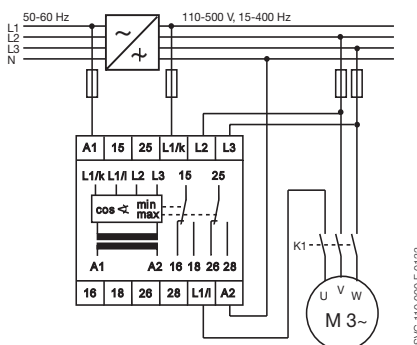 50-60 Hz 110-500 V, 15-400 Hz
L1
L2
L3
N
~
A1 15 25 L1/k L2 L3
L1/k L1/l L2 L3 15 25
cos ∢ min
max
A1 A2 16 18 26 28
16 18 26 28 L1/l A2
K1
U V W
M 3~